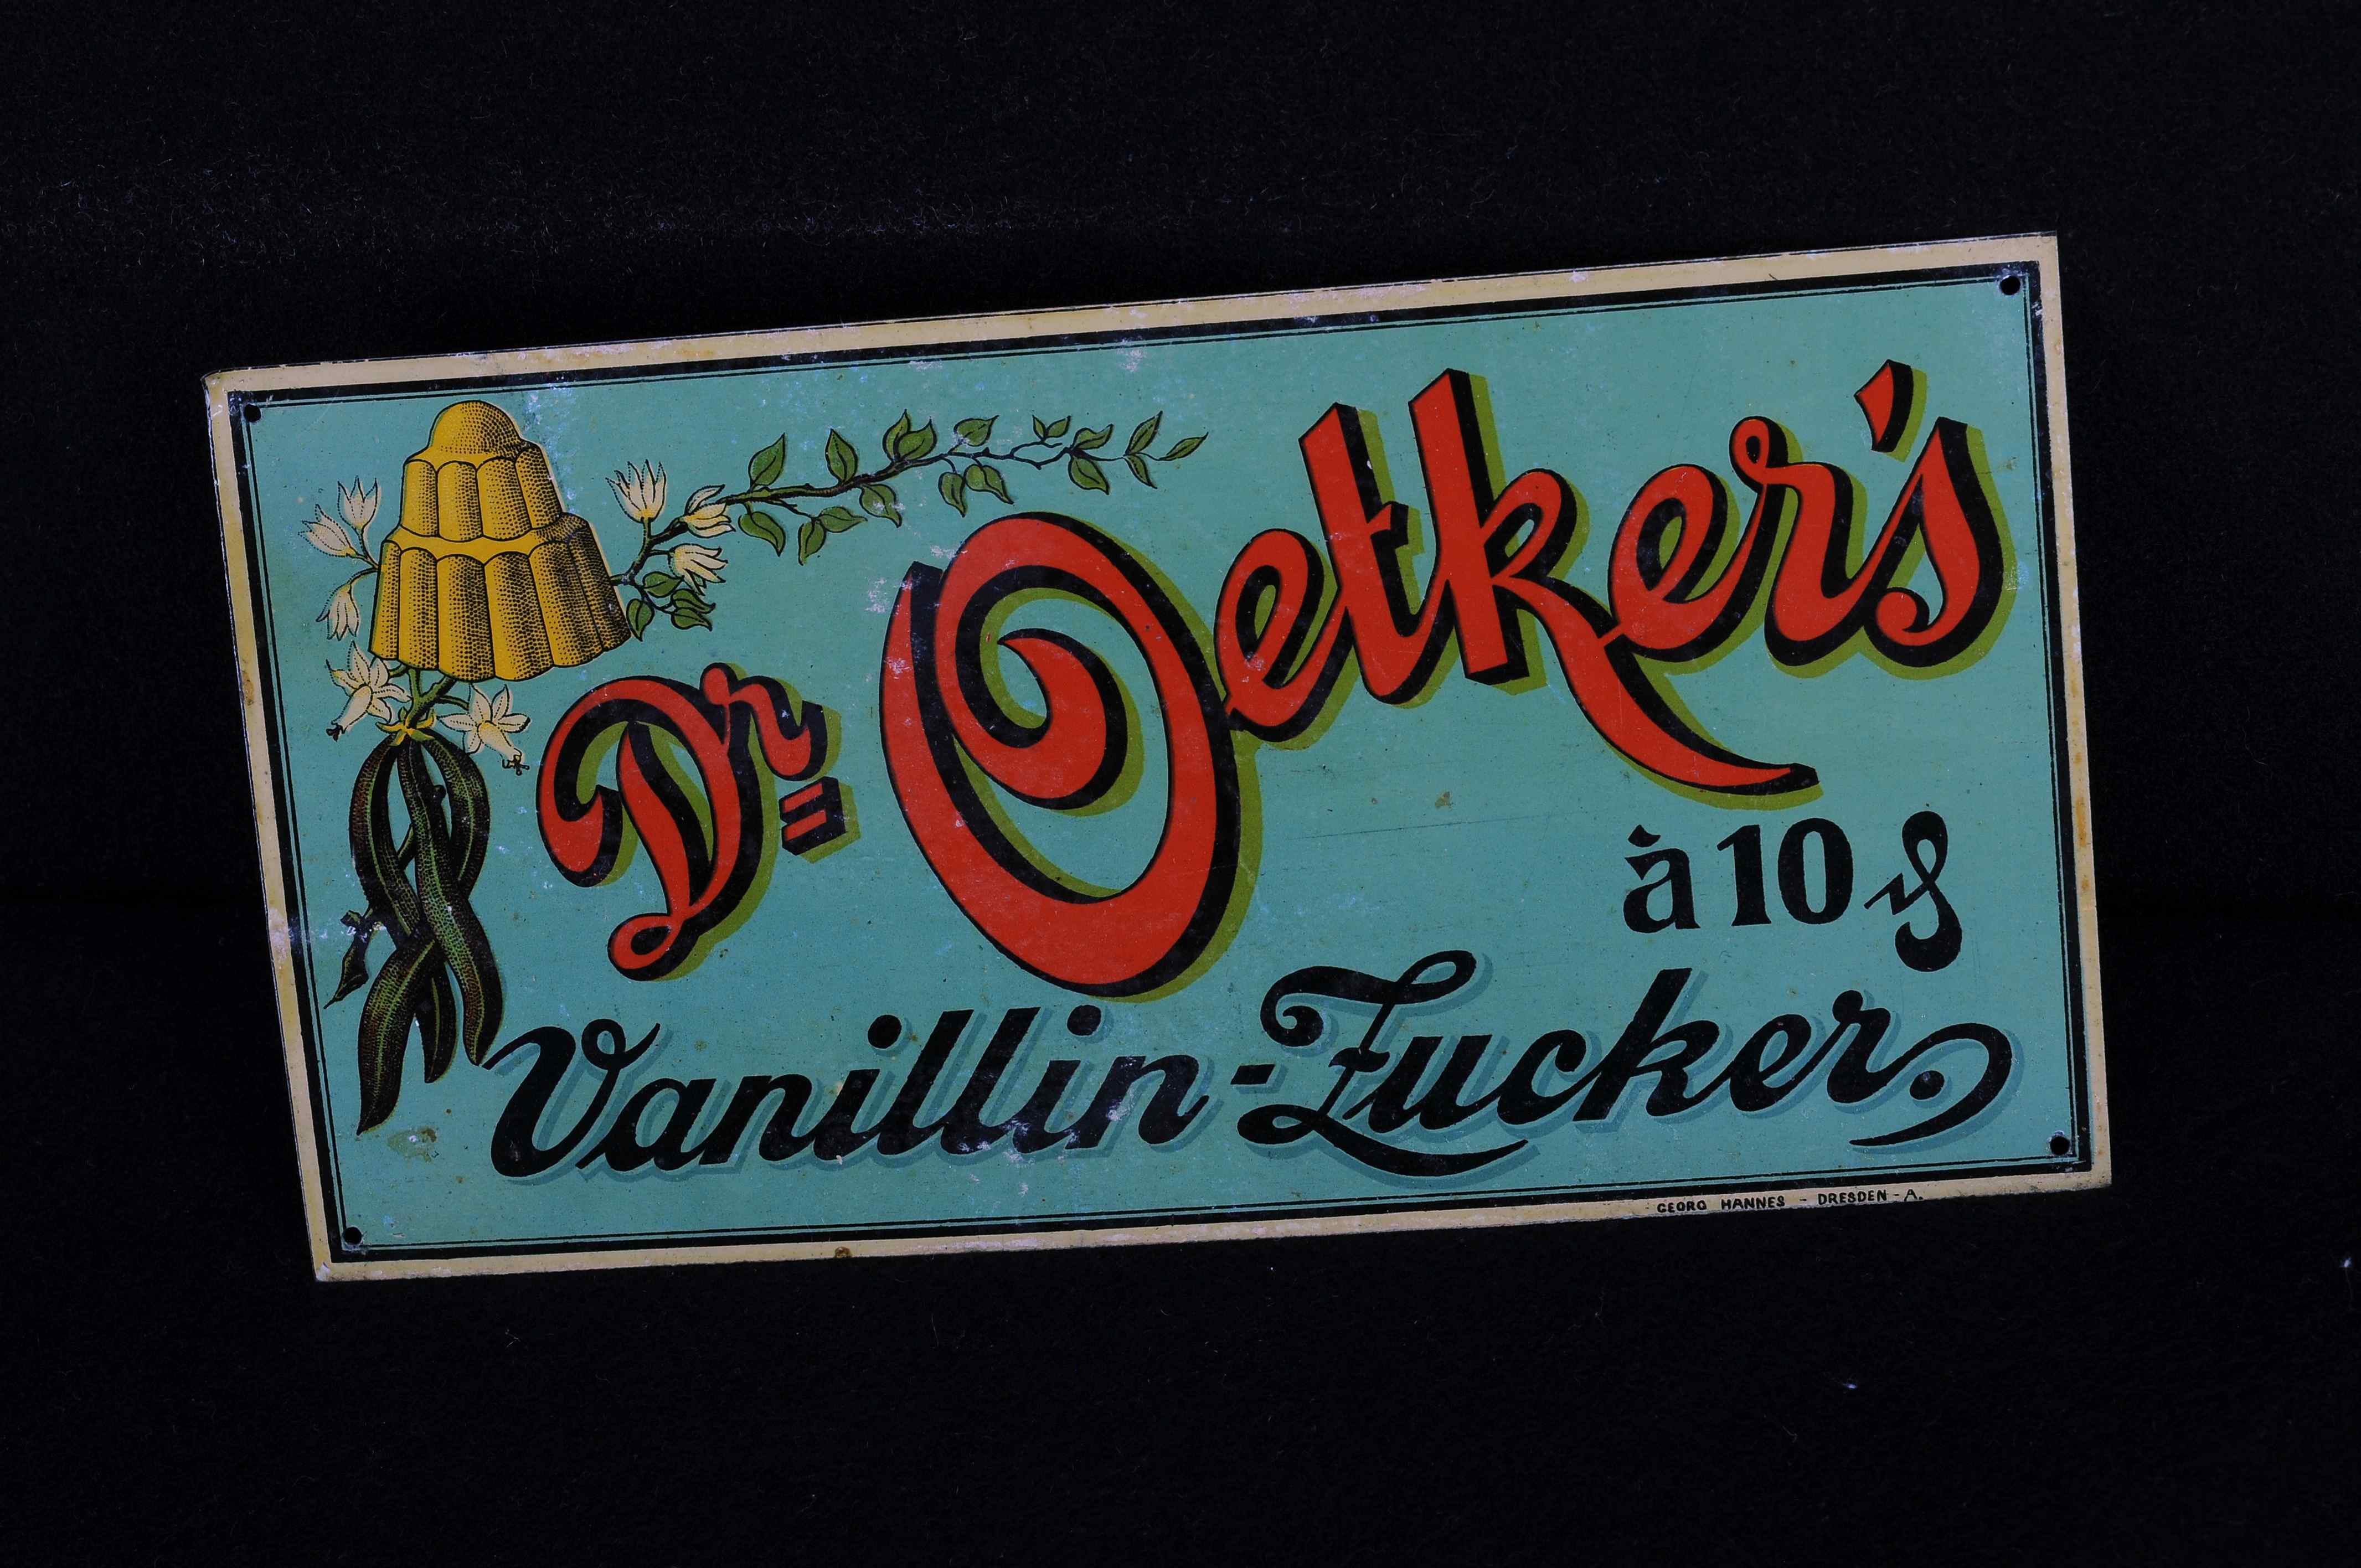 Dr= Oetker's
à 10 ₰
Vanillin-Zucker.
GEORG HANNES - DRESDEN - A.